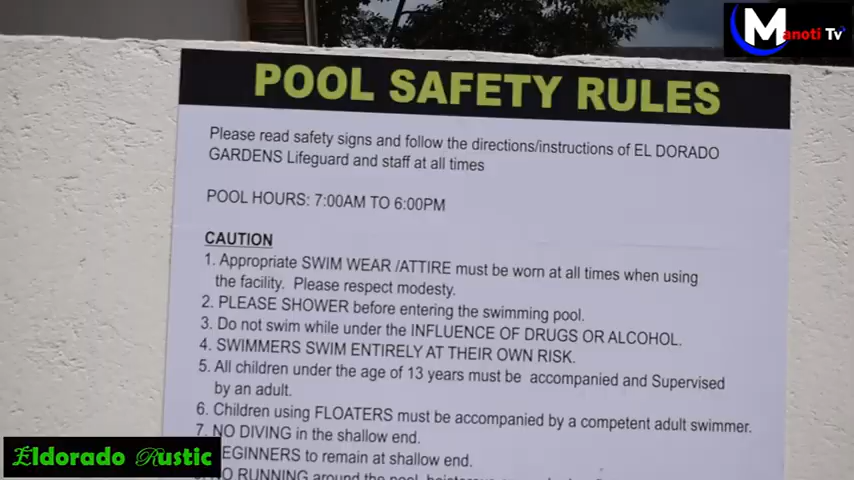 Manoti Tv
POOL SAFETY RULES
Please read safety signs and follow the directions/instructions of EL DORADO
GARDENS Lifeguard and staff at all times
POOL HOURS: 7:00AM TO 6:00PM
CAUTION
1. Appropriate SWIM WEAR /ATTIRE must be worn at all times when using
the facility. Please respect modesty.
2. PLEASE SHOWER before entering the swimming pool.
3. Do not swim while under the INFLUENCE OF DRUGS OR ALCOHOL.
4. SWIMMERS SWIM ENTIRELY AT THEIR OWN RISK.
5. All children under the age of 13 years must be accompanied and Supervised
by an adult.
6. Children using FLOATERS must be accompanied by a competent adult swimmer.
7. NO DIVING in the shallow end.
EGINNERS to remain at shallow end.
NO RUNNING around the pool,
Eldorado Rustic